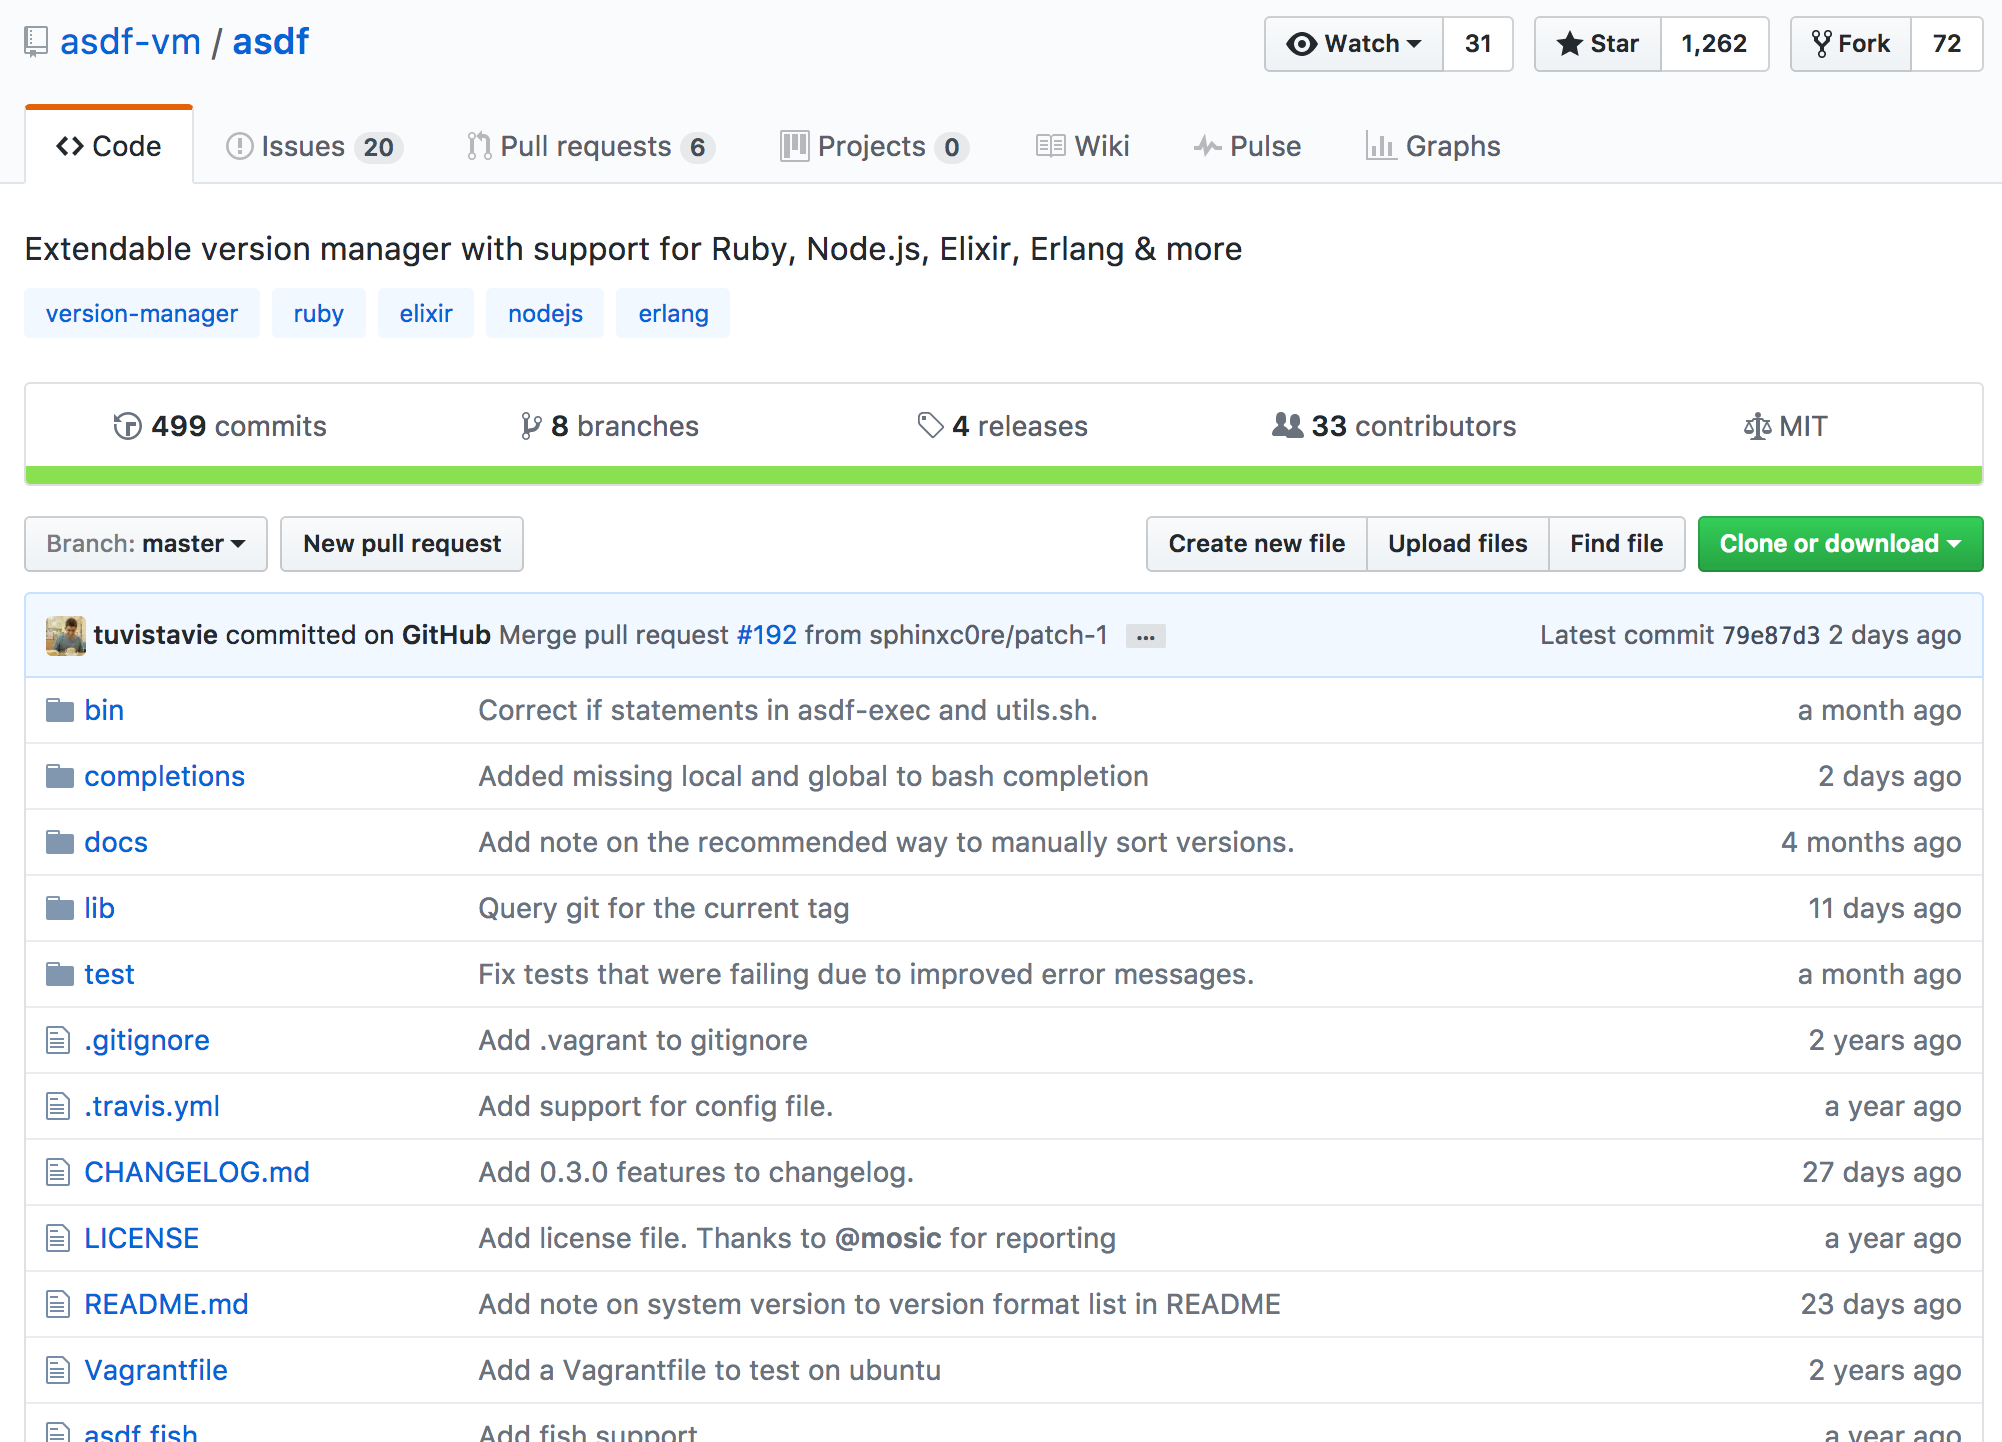 asdf-vm / asdf Watch 31 Star 1,262 Fork 72
Code Issues 20 Pull requests 6 Projects 0 Wiki Pulse Graphs
Extendable version manager with support for Ruby, Node.js, Elixir, Erlang & more
version-manager ruby elixir nodejs erlang
499 commits 8 branches 4 releases 33 contributors MIT
Branch: master New pull request Create new file Upload files Find file Clone or download
tuvistavie committed on GitHub Merge pull request #192 from sphinxc0re/patch-1 ... Latest commit 79e87d3 2 days ago
bin Correct if statements in asdf-exec and utils.sh. a month ago
completions Added missing local and global to bash completion 2 days ago
docs Add note on the recommended way to manually sort versions. 4 months ago
lib Query git for the current tag 11 days ago
test Fix tests that were failing due to improved error messages. a month ago
.gitignore Add .vagrant to gitignore 2 years ago
.travis.yml Add support for config file. a year ago
CHANGELOG.md Add 0.3.0 features to changelog. 27 days ago
LICENSE Add license file. Thanks to @mosic for reporting a year ago
README.md Add note on system version to version format list in README 23 days ago
Vagrantfile Add a Vagrantfile to test on ubuntu 2 years ago
asdf.fish Add fish support a year ago